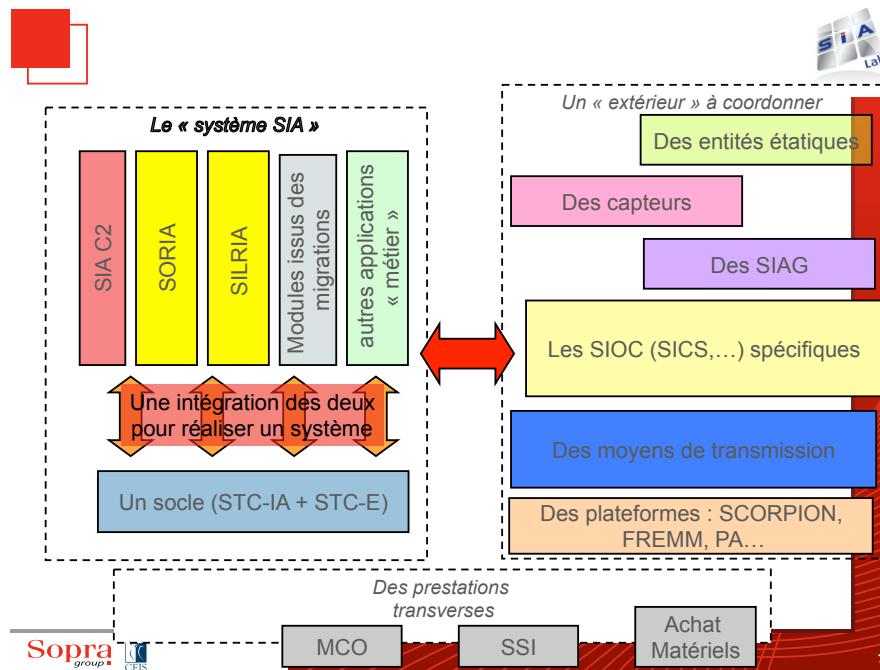 SiA
Lab
Le « système SIA »
SIA C2
SORIA
SILRIA
Modules issus des
migrations
autres applications
« métier »
Une intégration des deux
pour réaliser un système
Un socle (STC-IA + STC-E)
Un « extérieur » à coordonner
Des entités étatiques
Des capteurs
Des SIAG
Les SIOC (SICS,…) spécifiques
Des moyens de transmission
Des plateformes : SCORPION,
FREMM, PA…
Des prestations
transverses
MCO
SSI
Achat
Matériels
Sopra
group
CEIS